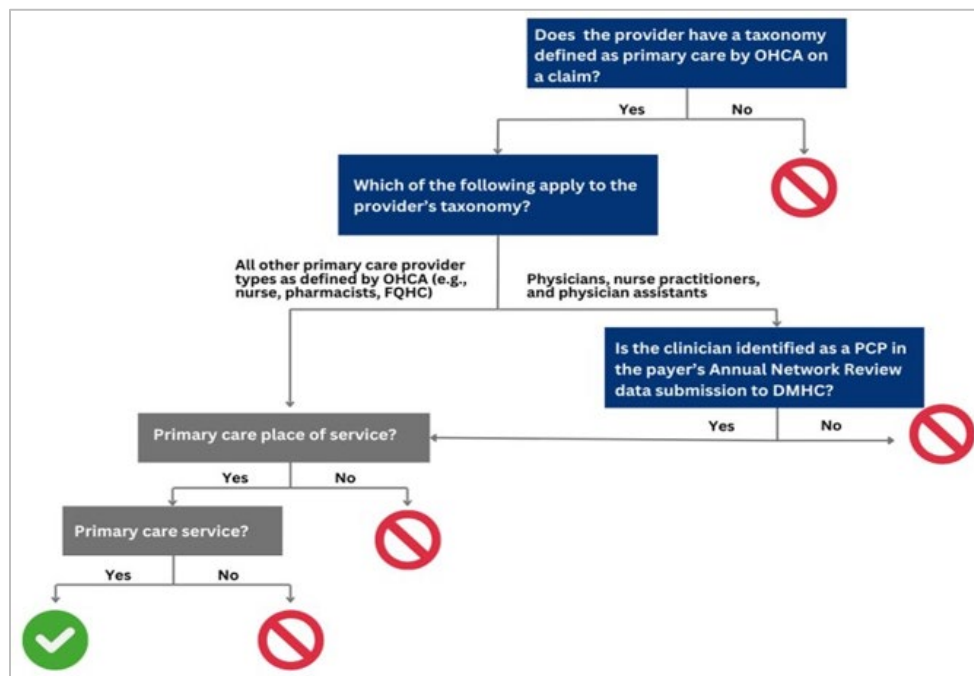 Does the provider have a taxonomy
defined as primary care by OHCA on
a claim?
Yes
No
Which of the following apply to the
provider's taxonomy?
All other primary care provider
types as defined by OHCA (e.g.,
nurse, pharmacists, FQHC)
Physicians, nurse practitioners,
and physician assistants
Is the clinician identified as a PCP in
the payer's Annual Network Review
data submission to DMHC?
Yes
No
Primary care place of service?
Yes
No
Primary care service?
Yes
No